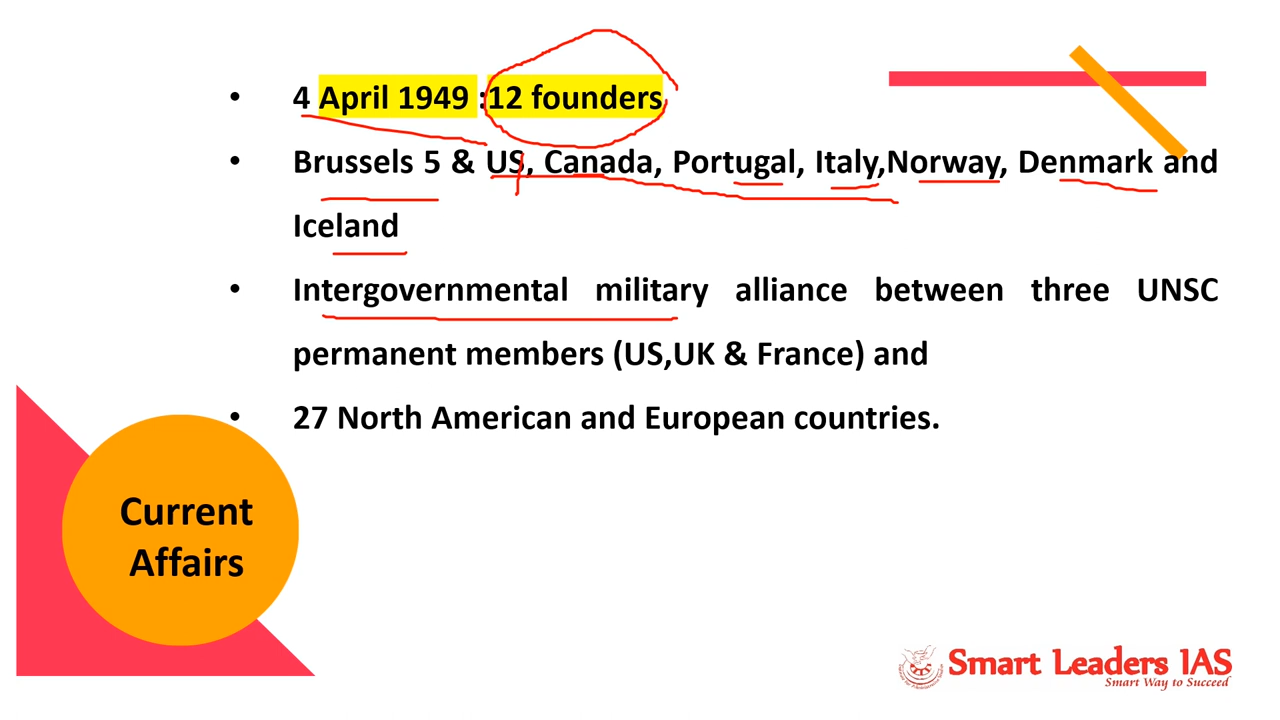 • 4 April 1949 :12 founders
• Brussels 5 & US, Canada, Portugal, Italy,Norway, Denmark and
Iceland
• Intergovernmental military alliance between three UNSC
permanent members (US,UK & France) and
• 27 North American and European countries.
Current
Affairs
Smart Leaders IAS
Smart Way to Succeed